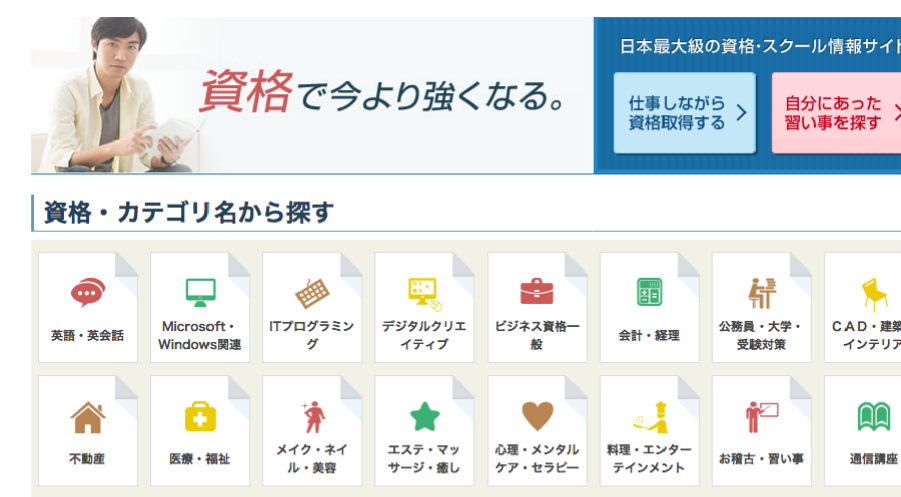 日本最大級の資格・スクール情報サイト
資格で今より強くなる。
仕事しながら
資格取得する
自分にあった
習い事を探す
資格・カテゴリ名から探す
英語・英会話
Microsoft・
Windows関連
ITプログラミン
グ
デジタルクリエ
イティブ
ビジネス資格一
般
会計・経理
公務員・大学・
受験対策
CAD・建築
インテリア
不動産
医療・福祉
メイク・ネイ
ル・美容
エステ・マッ
サージ・癒し
心理・メンタル
ケア・セラピー
料理・エンター
テインメント
お稽古・習い事
通信講座